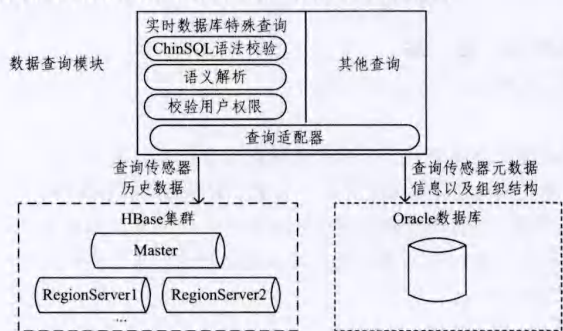 实时数据库特殊查询
ChinSQL语法校验
数据查询模块
语义解析
其他查询
校验用户权限
查询适配器
查询传感器
历史数据
查询传感器元数据
信息以及组织结构
HBase集群
Oracle数据库
Master
RegionServer1
RegionServer2
...